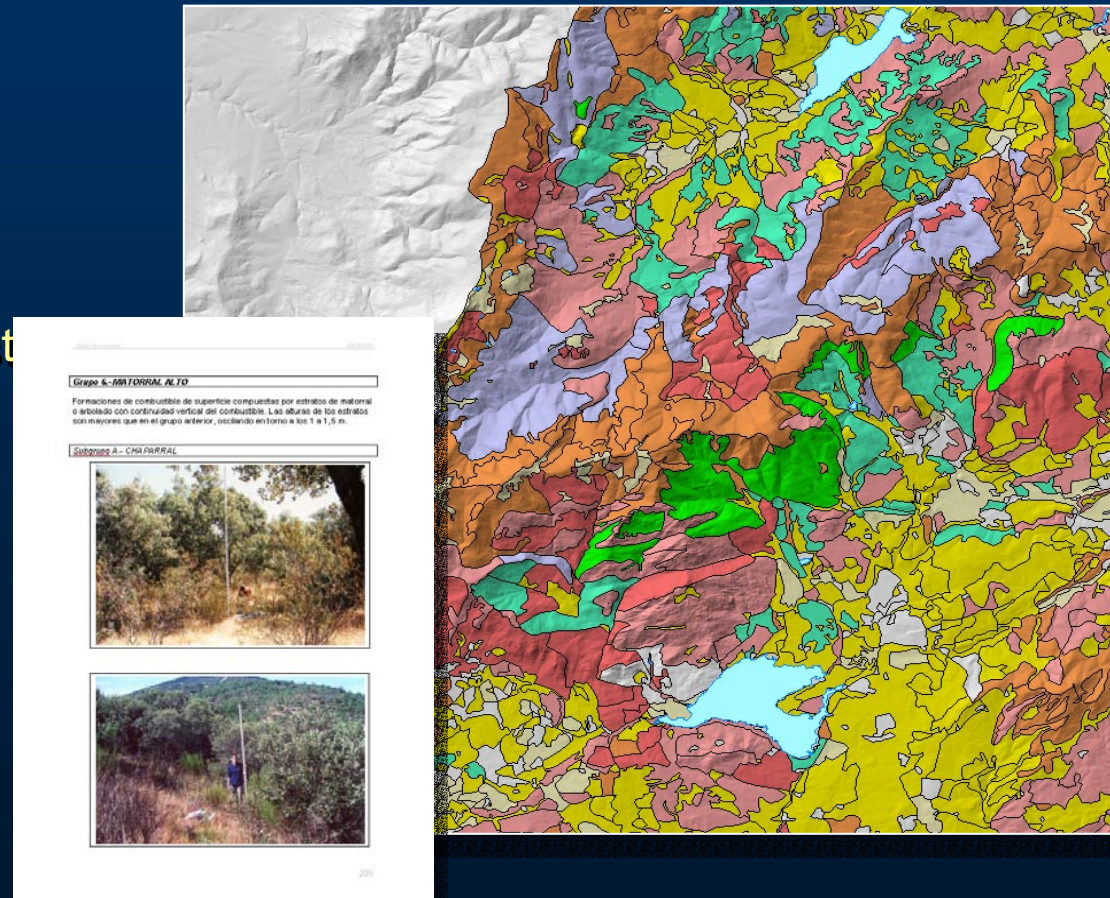 st
Grupo 6.- MATORRAL ALTO
Formaciones de combustible de superficie compuestas por estratos de matorral
o arbolado con continuidad vertical del combustible. Las alturas de los estratos
son mayores que en el grupo anterior, oscilando en torno a los 1 a 1,5 m.
Subgrupo A.- CHAPARRAL